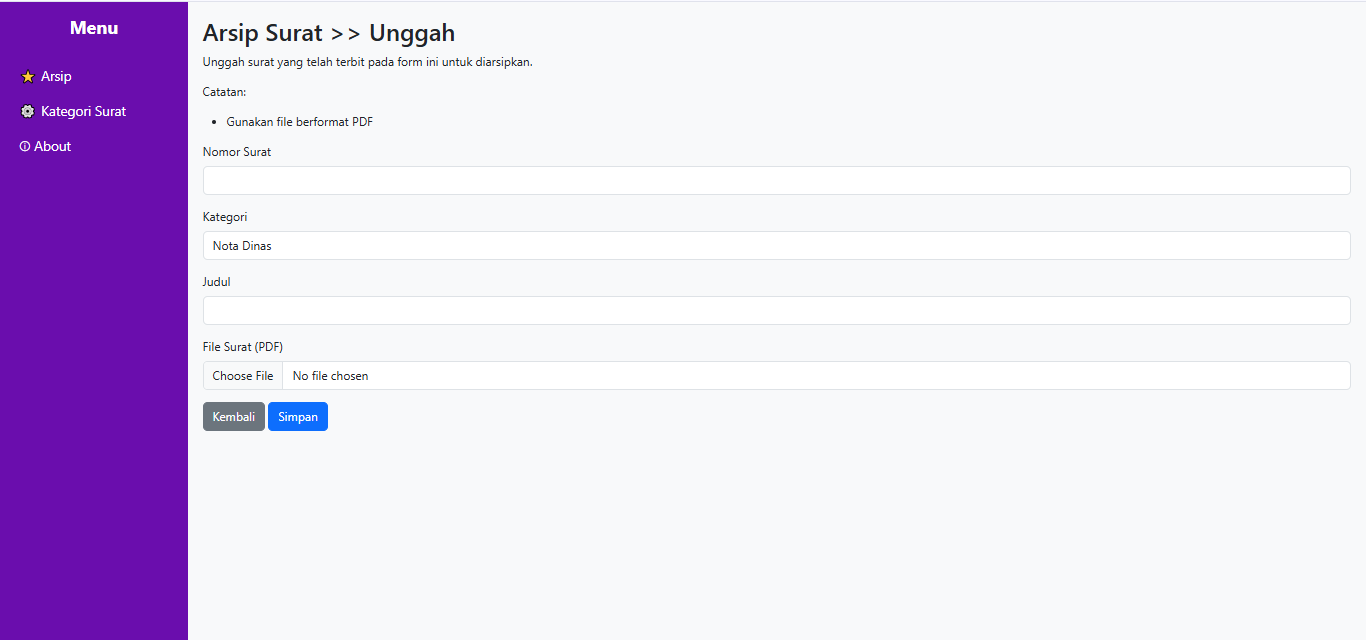 Menu
Arsip
Kategori Surat
About
Arsip Surat >> Unggah
Unggah surat yang telah terbit pada form ini untuk diarsipkan.
Catatan:
• Gunakan file berformat PDF
Nomor Surat
Kategori
Nota Dinas
Judul
File Surat (PDF)
Choose File No file chosen
Kembali Simpan